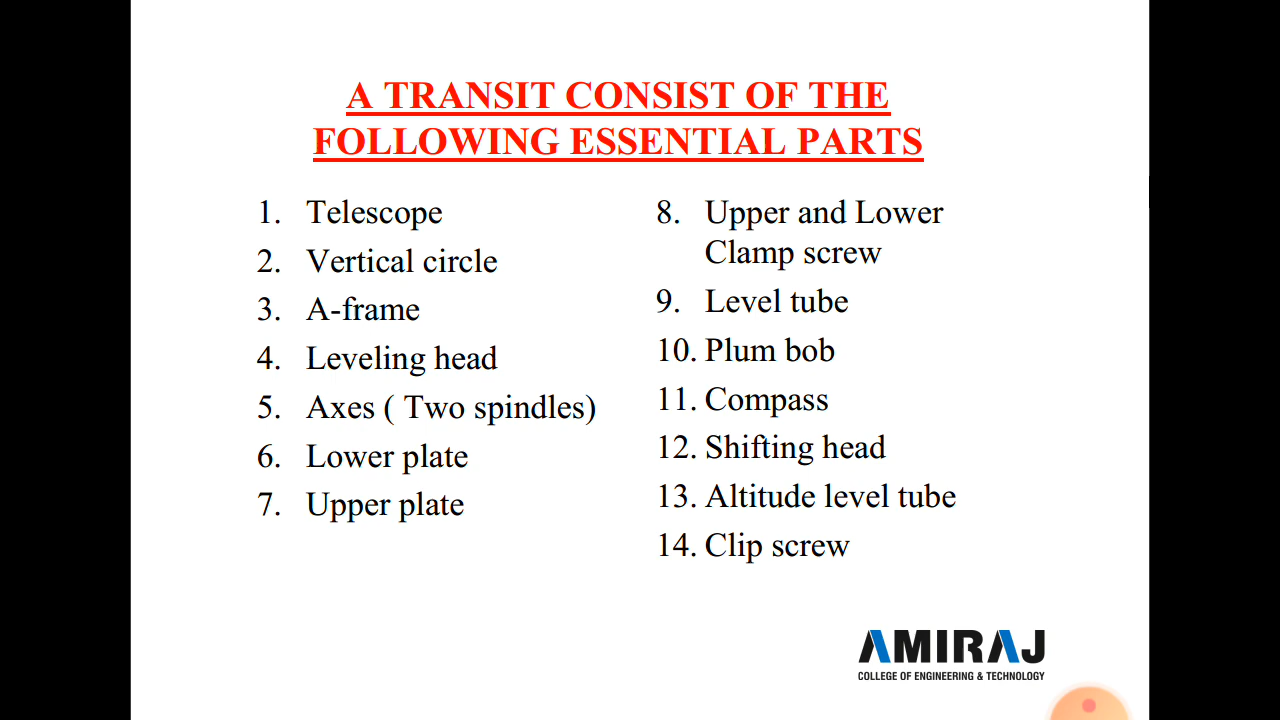 A TRANSIT CONSIST OF THE
FOLLOWING ESSENTIAL PARTS
1. Telescope
2. Vertical circle
3. A-frame
4. Leveling head
5. Axes ( Two spindles)
6. Lower plate
7. Upper plate
8. Upper and Lower
Clamp screw
9. Level tube
10. Plum bob
11. Compass
12. Shifting head
13. Altitude level tube
14. Clip screw
AMIRAJ
COLLEGE OF ENGINEERING & TECHNOLOGY